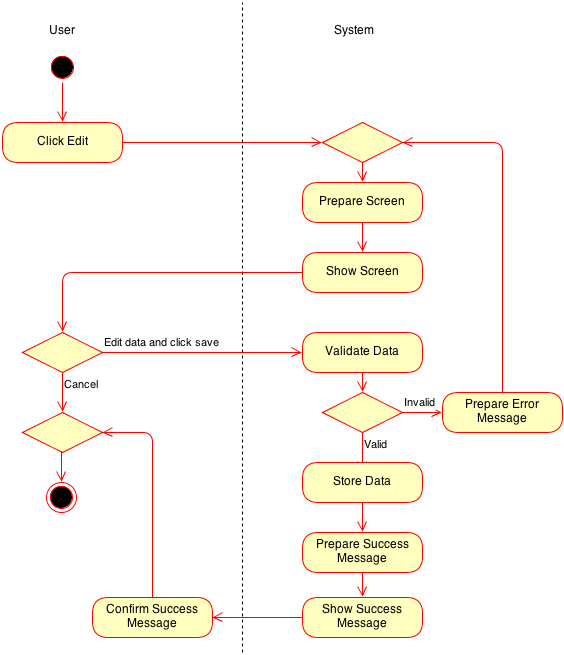 User
System
Click Edit
Prepare Screen
Show Screen
Edit data and click save
Validate Data
Cancel
Invalid
Prepare Error
Message
Valid
Store Data
Prepare Success
Message
Confirm Success
Message
Show Success
Message